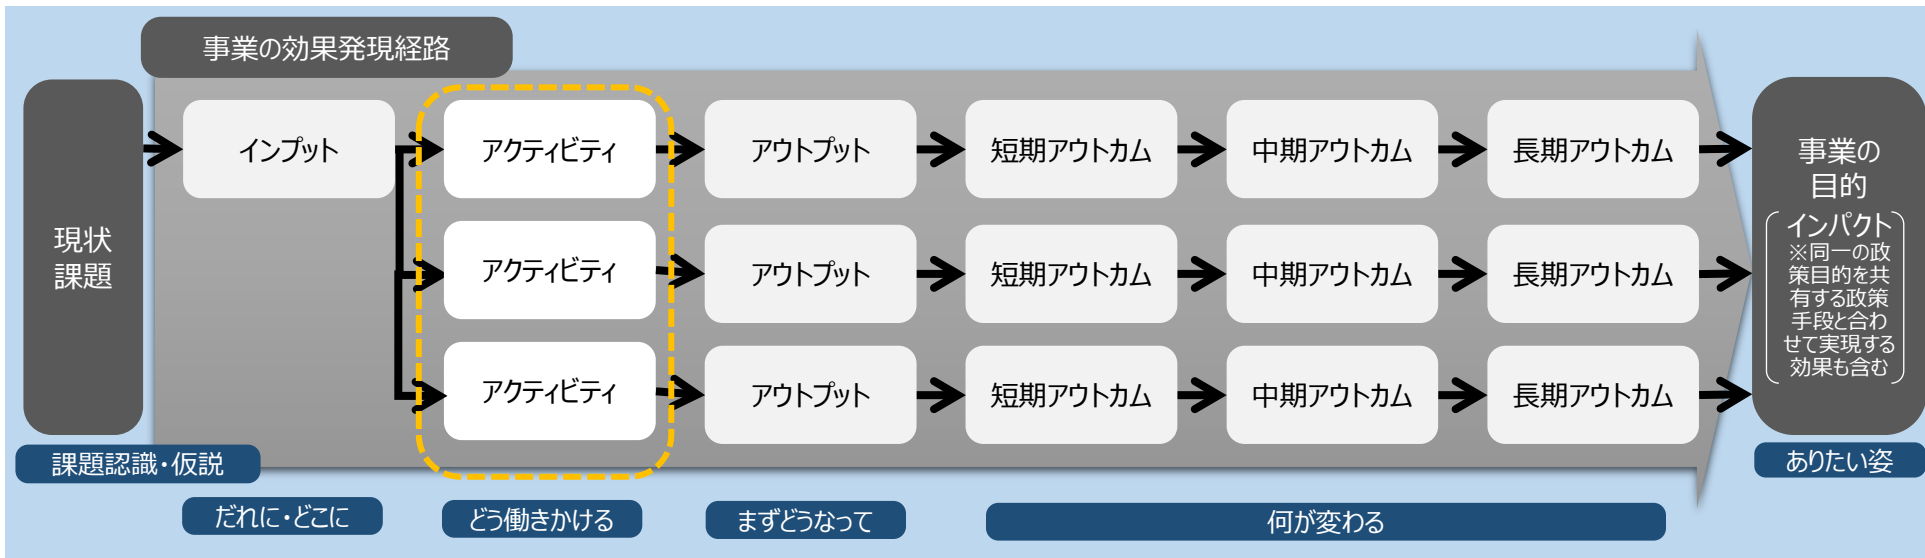 事業の効果発現経路
現状
課題
インプット
アクティビティ
アウトプット
短期アウトカム
中期アウトカム
長期アウトカム
アクティビティ
アウトプット
短期アウトカム
中期アウトカム
長期アウトカム
アクティビティ
アウトプット
短期アウトカム
中期アウトカム
長期アウトカム
事業の
目的
インパクト
※同一の政
策目的を共
有する政策
手段と合わ
せて実現する
効果も含む
課題認識・仮説
だれに・どこに
どう働きかける
まずどうなって
何が変わる
ありたい姿